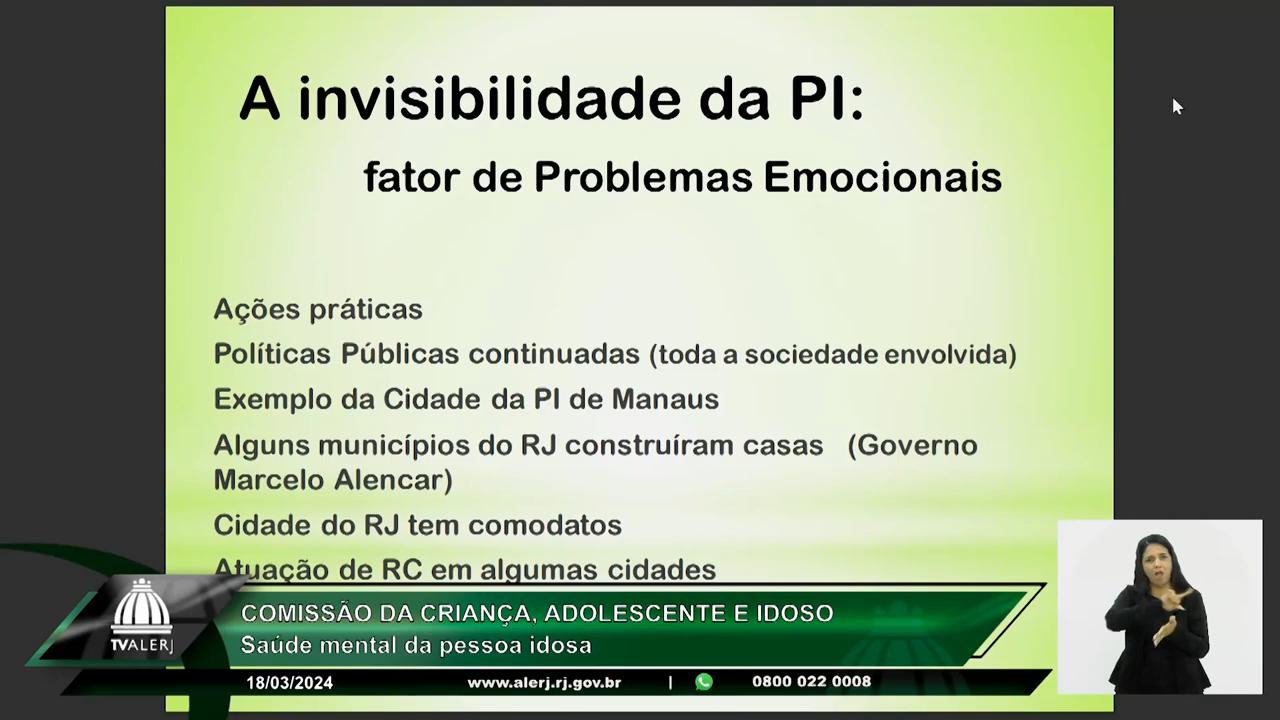 A invisibilidade da PI:
fator de Problemas Emocionais
Ações práticas
Políticas Públicas continuadas (toda a sociedade envolvida)
Exemplo da Cidade da PI de Manaus
Alguns municípios do RJ construíram casas (Governo
Marcelo Alencar)
Cidade do RJ tem comodatos
Atuação de RC em algumas cidades
COMISSÃO DA CRIANÇA, ADOLESCENTE E IDOSO
Saúde mental da pessoa idosa
TVALERJ
18/03/2024 www.alerj.rj.gov.br | 0800 022 0008